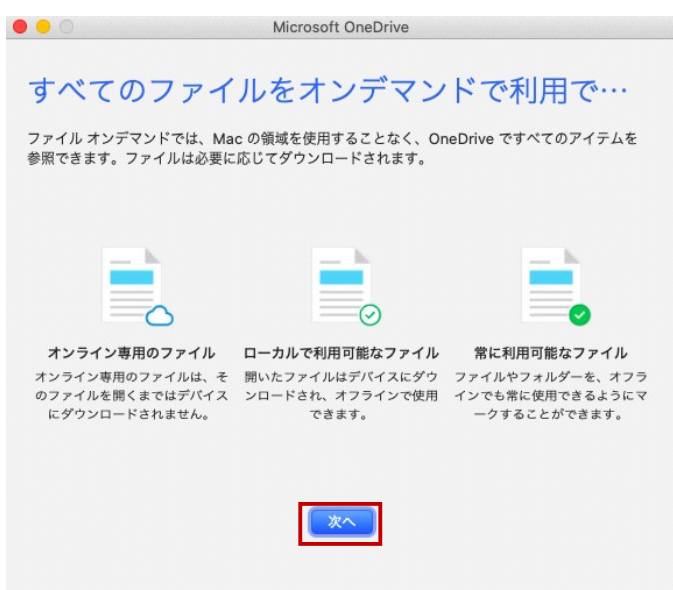 Microsoft OneDrive
すべてのファイルをオンデマンドで利用で…
ファイル オンデマンドでは、Mac の領域を使用することなく、OneDrive ですべてのアイテムを
参照できます。ファイルは必要に応じてダウンロードされます。
オンライン専用のファイル
オンライン専用のファイルは、そ
のファイルを開くまではデバイス
にダウンロードされません。
ローカルで利用可能なファイル
開いたファイルはデバイスにダウ
ンロードされ、オフラインで使用
できます。
常に利用可能なファイル
ファイルやフォルダーを、オフラ
インでも常に使用できるようにマ
ークすることができます。
次へ